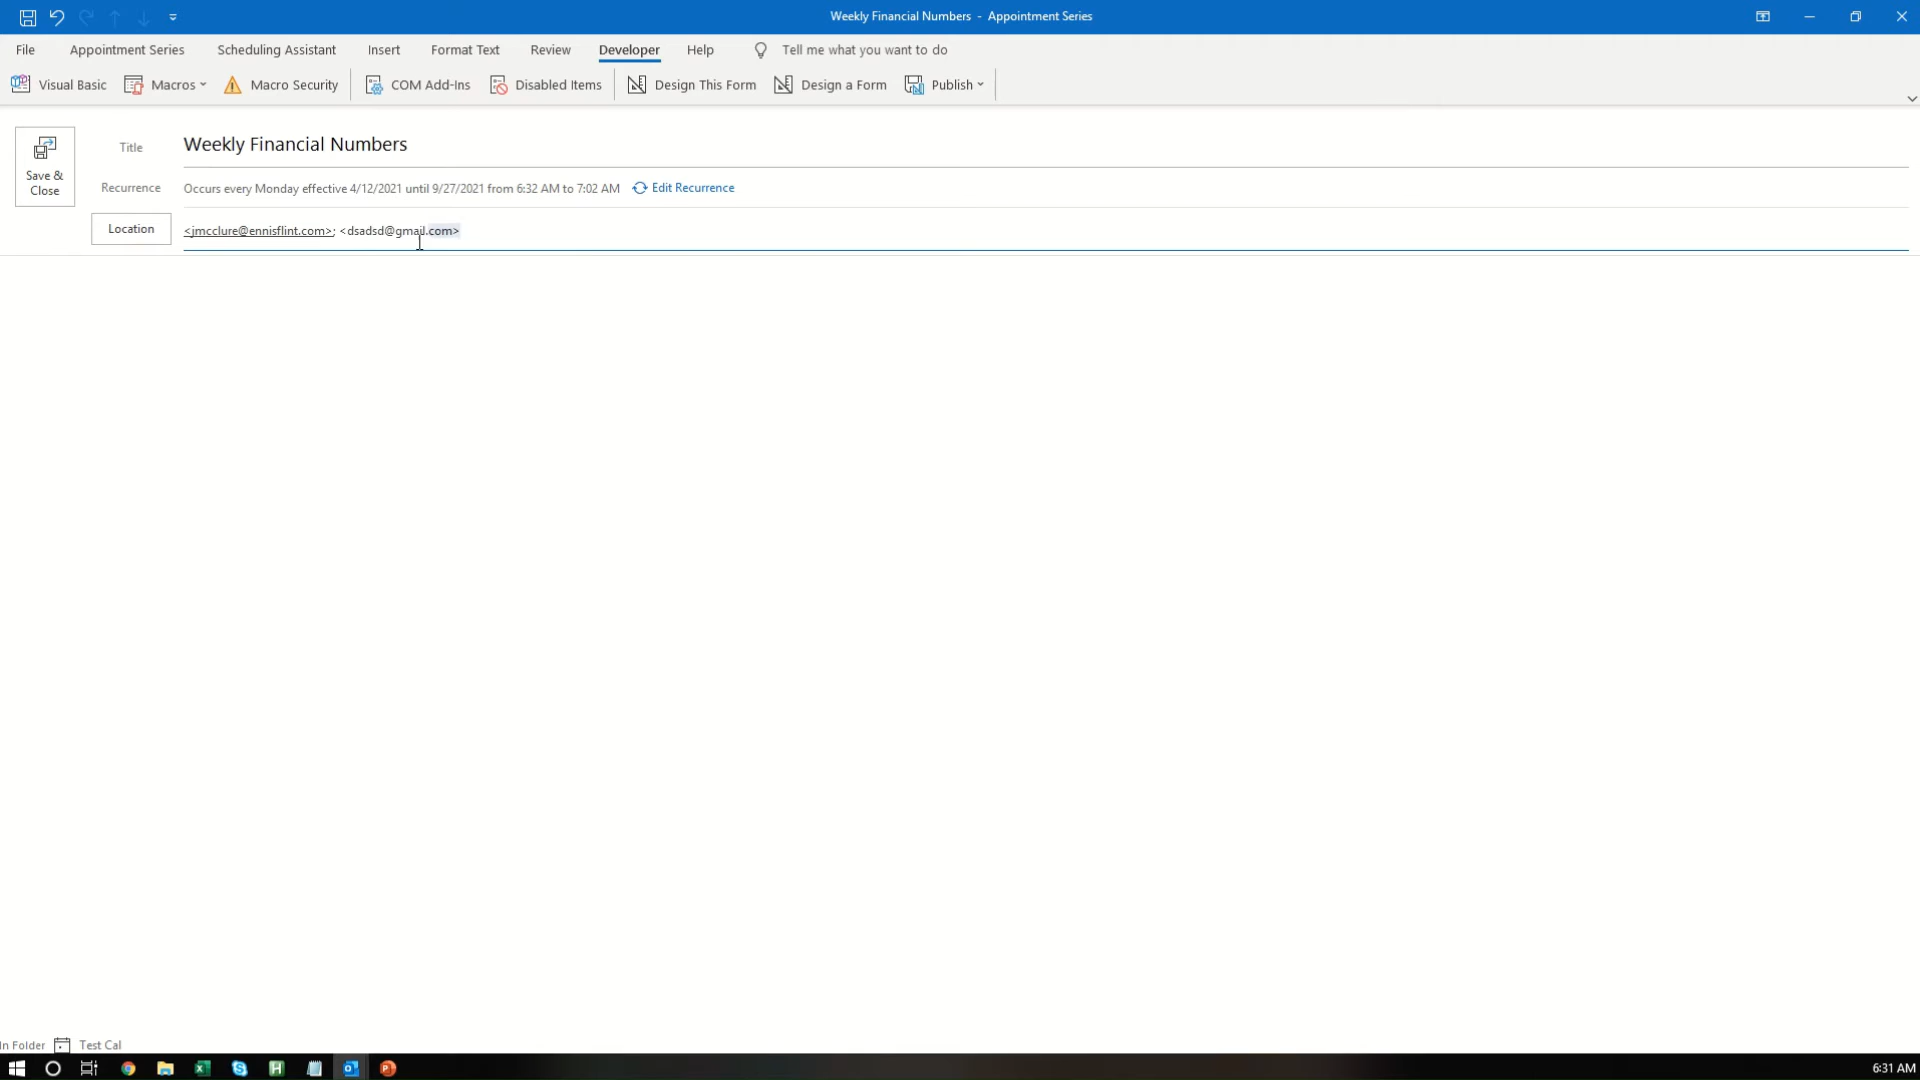 Weekly Financial Numbers - Appointment Series
File Appointment Series Scheduling Assistant Insert Format Text Review Developer Help Tell me what you want to do
Visual Basic Macros Macro Security COM Add-Ins Disabled Items Design This Form Design a Form Publish
Title Weekly Financial Numbers
Save & Close
Recurrence Occurs every Monday effective 4/12/2021 until 9/27/2021 from 6:32 AM to 7:02 AM Edit Recurrence
Location <jmcclure@ennisflint.com>; <dsadsd@gmail.com>
In Folder Test Cal
6:31 AM